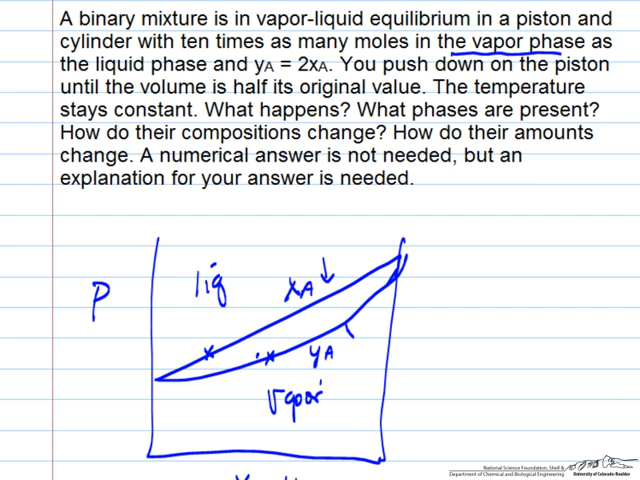 A binary mixture is in vapor-liquid equilibrium in a piston and
cylinder with ten times as many moles in the vapor phase as
the liquid phase and yA = 2xA. You push down on the piston
until the volume is half its original value. The temperature
stays constant. What happens? What phases are present?
How do their compositions change? How do their amounts
change. A numerical answer is not needed, but an
explanation for your answer is needed.
liq
xA ↓
P
yA
Vapor
National Science Foundation, Shell &
Department of Chemical and Biological Engineering
University of Colorado Boulder